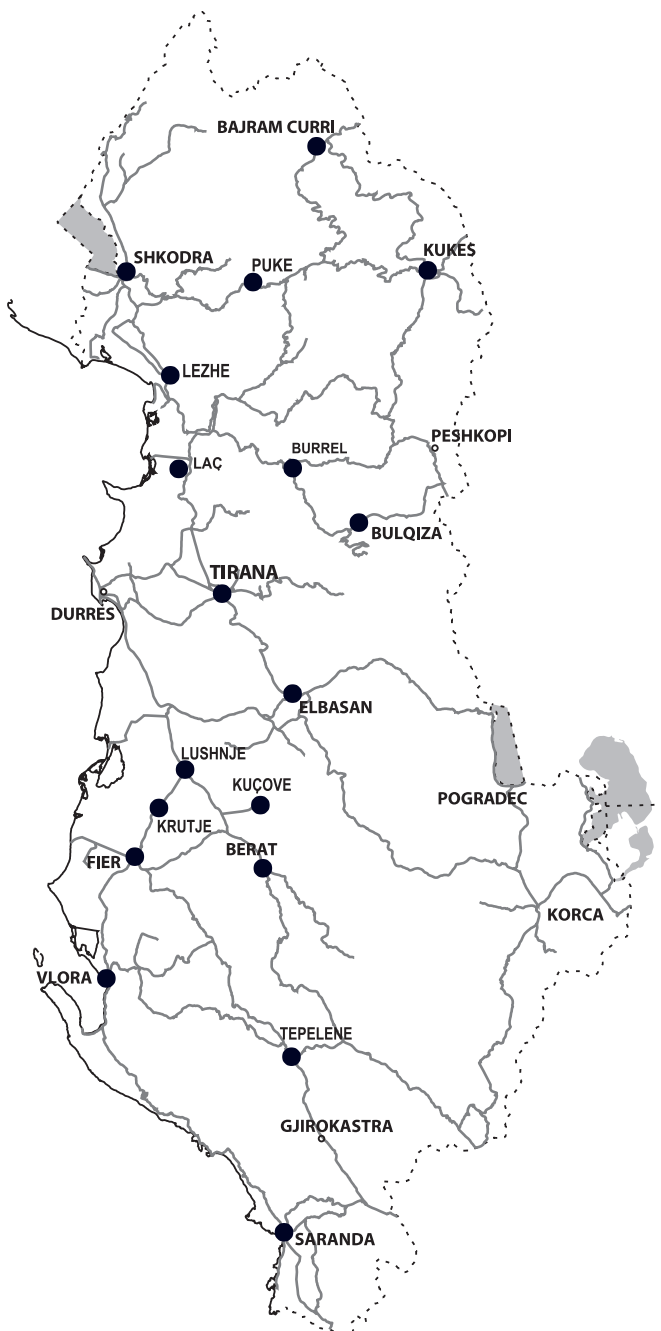 BAJRAM CURRI
SHKODRA
PUKE
KUKES
LEZHE
PESHKOPI
BURREL
LAÇ
BULQIZA
TIRANA
DURRES
ELBASAN
LUSHNJE
KUÇOVE
POGRADEC
KRUTJE
BERAT
FIER
KORCA
VLORA
TEPELENE
GJIROKASTRA
SARANDA